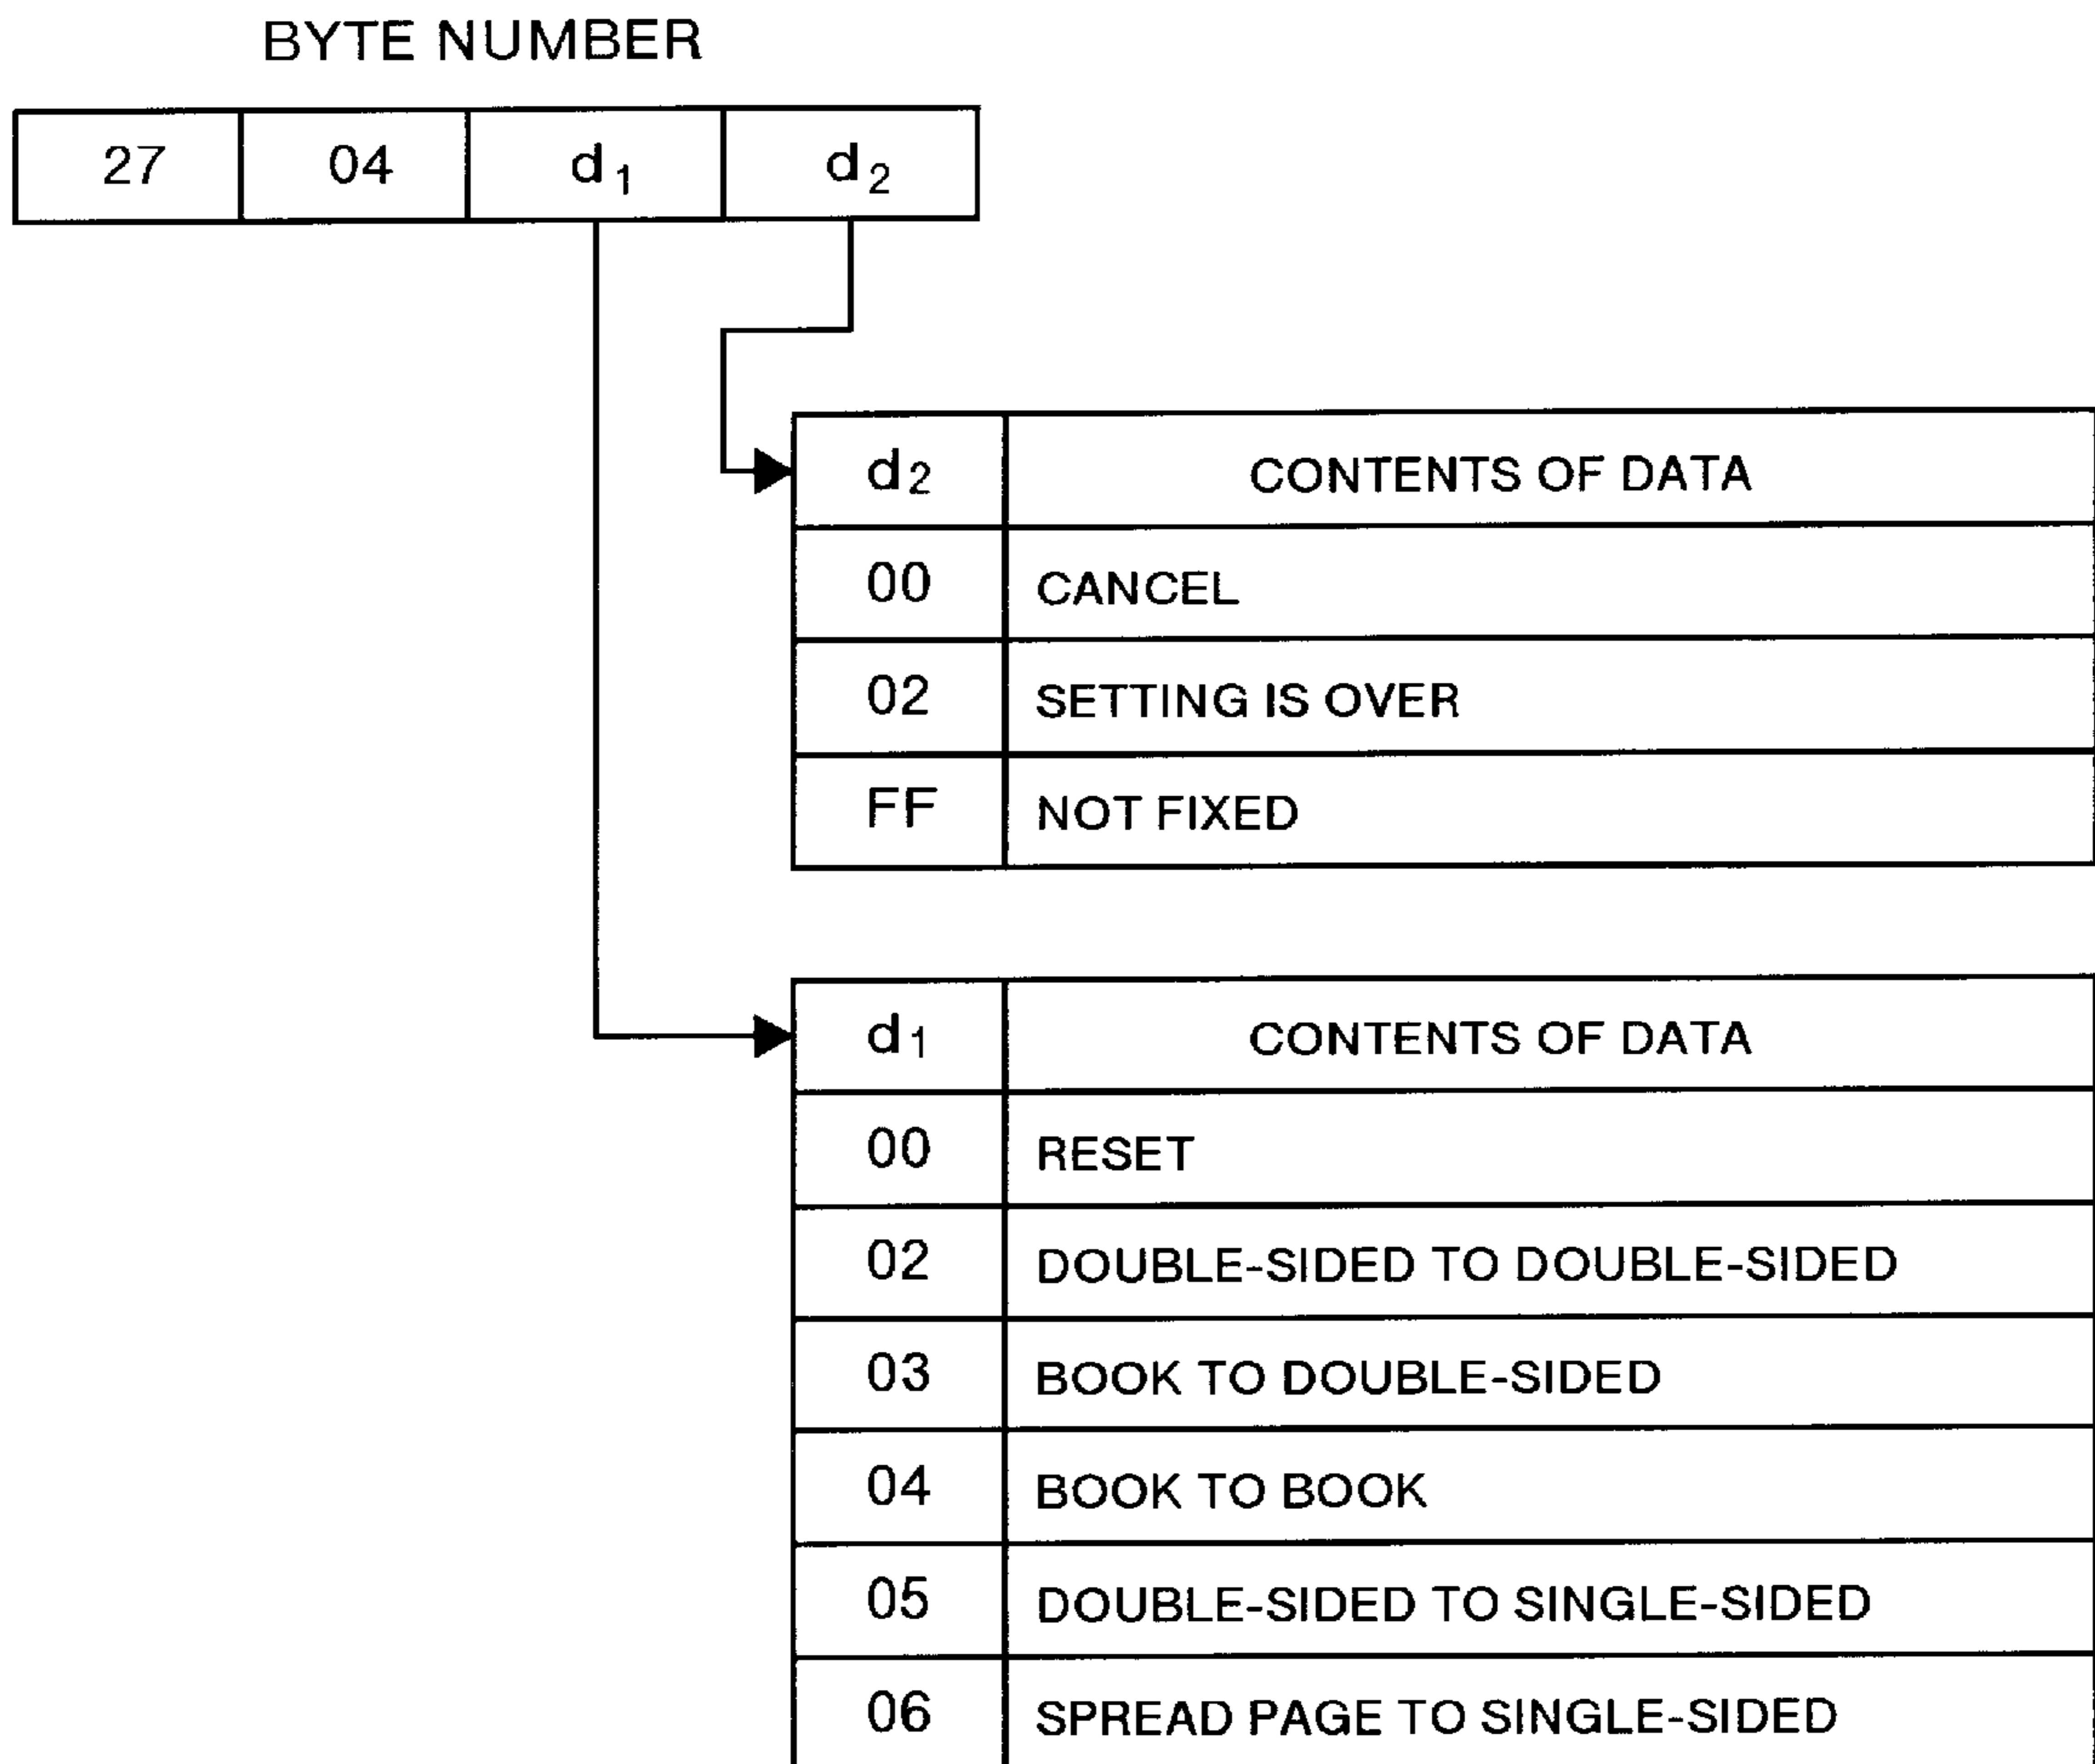 BYTE NUMBER
27 04 d1 d2
d2 CONTENTS OF DATA
00 CANCEL
02 SETTING IS OVER
FF NOT FIXED
d1 CONTENTS OF DATA
00 RESET
02 DOUBLE-SIDED TO DOUBLE-SIDED
03 BOOK TO DOUBLE-SIDED
04 BOOK TO BOOK
05 DOUBLE-SIDED TO SINGLE-SIDED
06 SPREAD PAGE TO SINGLE-SIDED